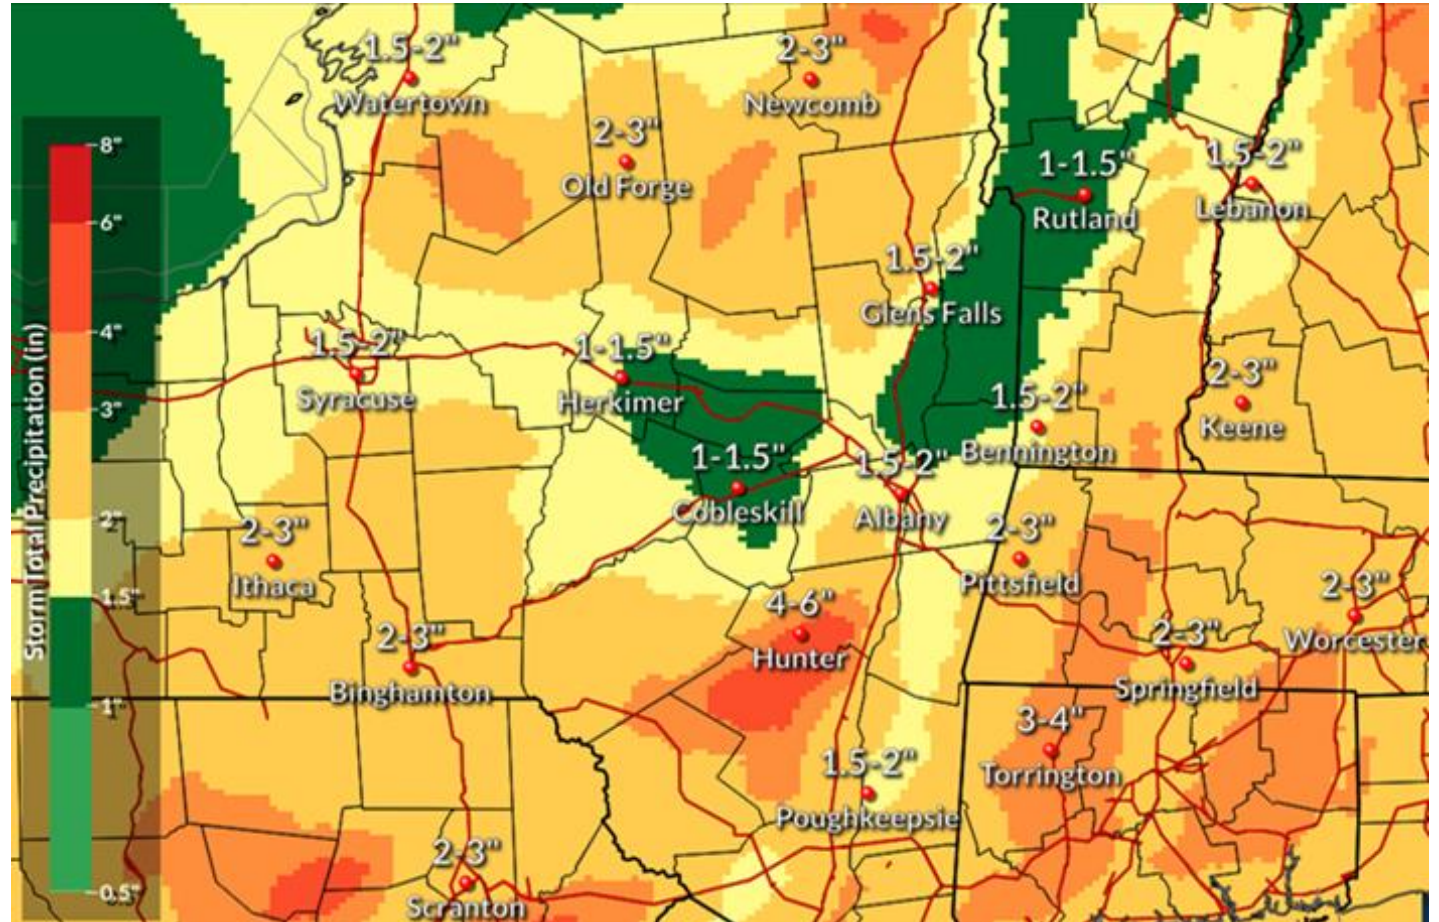 1.5-2"
Watertown
2-3"
Newcomb
2-3"
Old Forge
1-1.5"
Rutland
1.5-2"
Lebanon
1.5-2"
Glens Falls
1.5-2"
Syracuse
1-1.5"
Herkimer
2-3"
Keene
1.5-2"
Bennington
1-1.5"
Cobleskill
1.5-2"
Albany
2-3"
Ithaca
2-3"
Pittsfield
4-6"
Hunter
2-3"
Worcester
2-3"
Springfield
2-3"
Binghamton
3-4"
Torrington
1.5-2"
Poughkeepsie
2-3"
Scranton
Storm Total Precipitation (in)
8"
6"
4"
3"
2"
1.5"
1"
0.5"